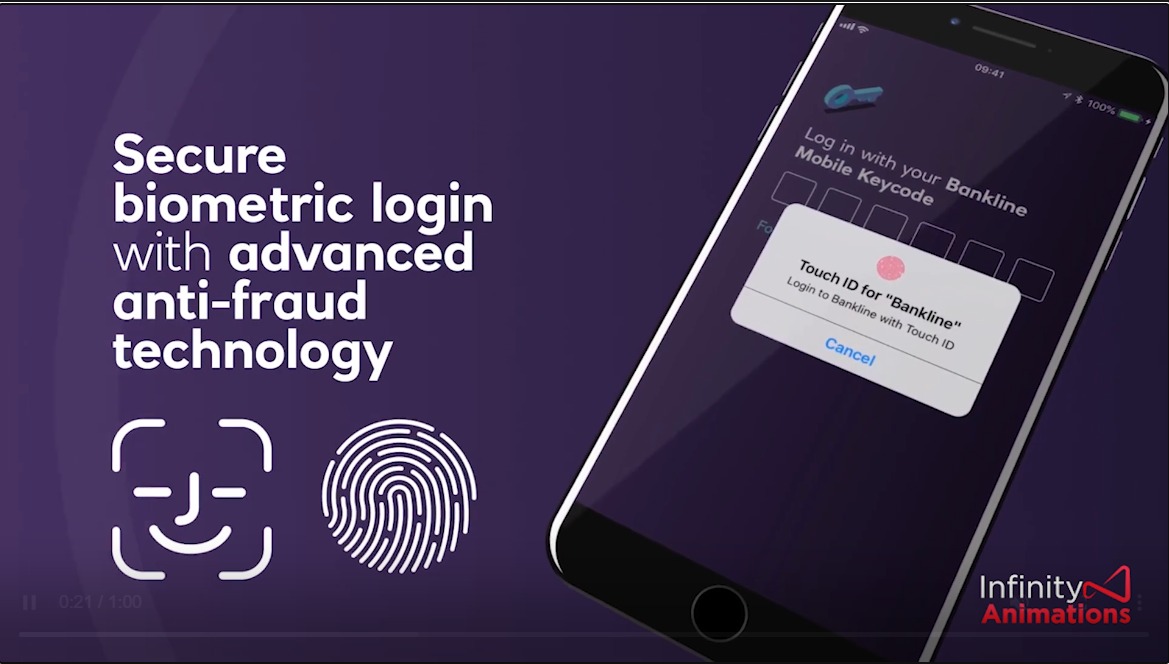 Secure
biometric login
with advanced
anti-fraud
technology
09:41
100%
Log in with your Bankline
Mobile Keycode
Fo
Touch ID for "Bankline"
Login to Bankline with Touch ID
Cancel
0:21 / 1:00
Infinity
Animations